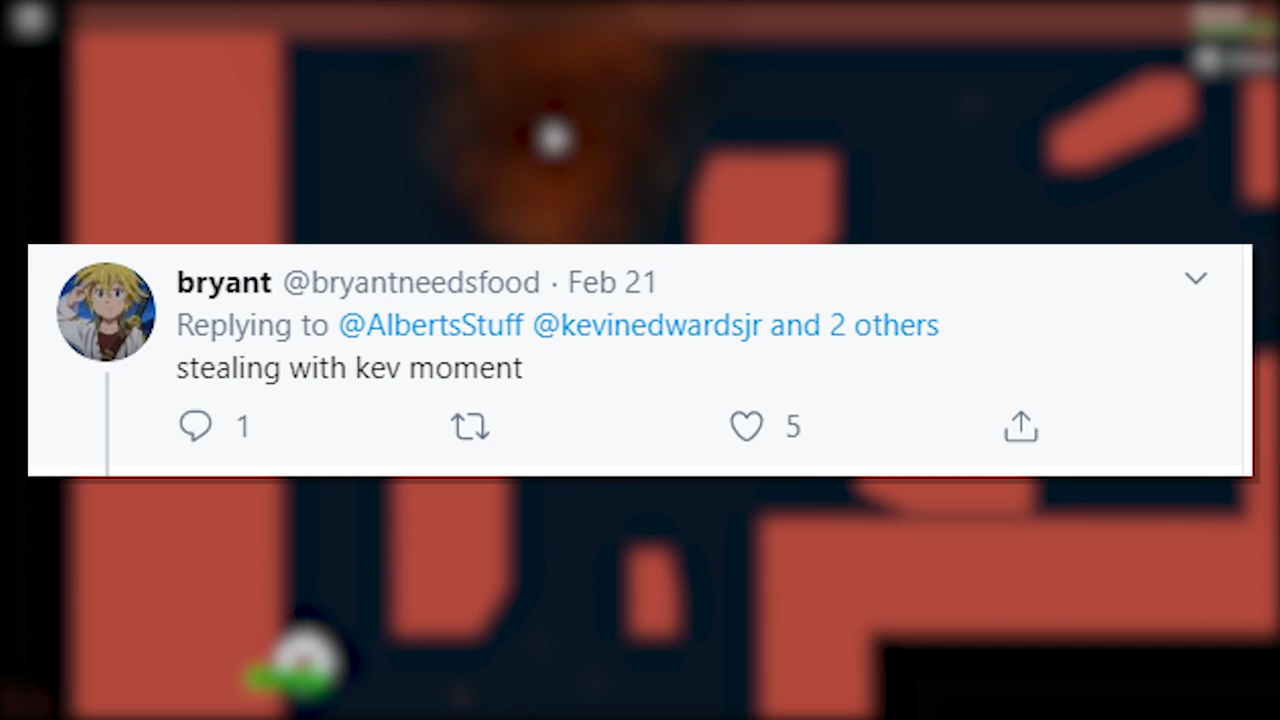 bryant @bryantneedsfood · Feb 21
Replying to @AlbertsStuff @kevinedwardsjr and 2 others
stealing with kev moment
1 5